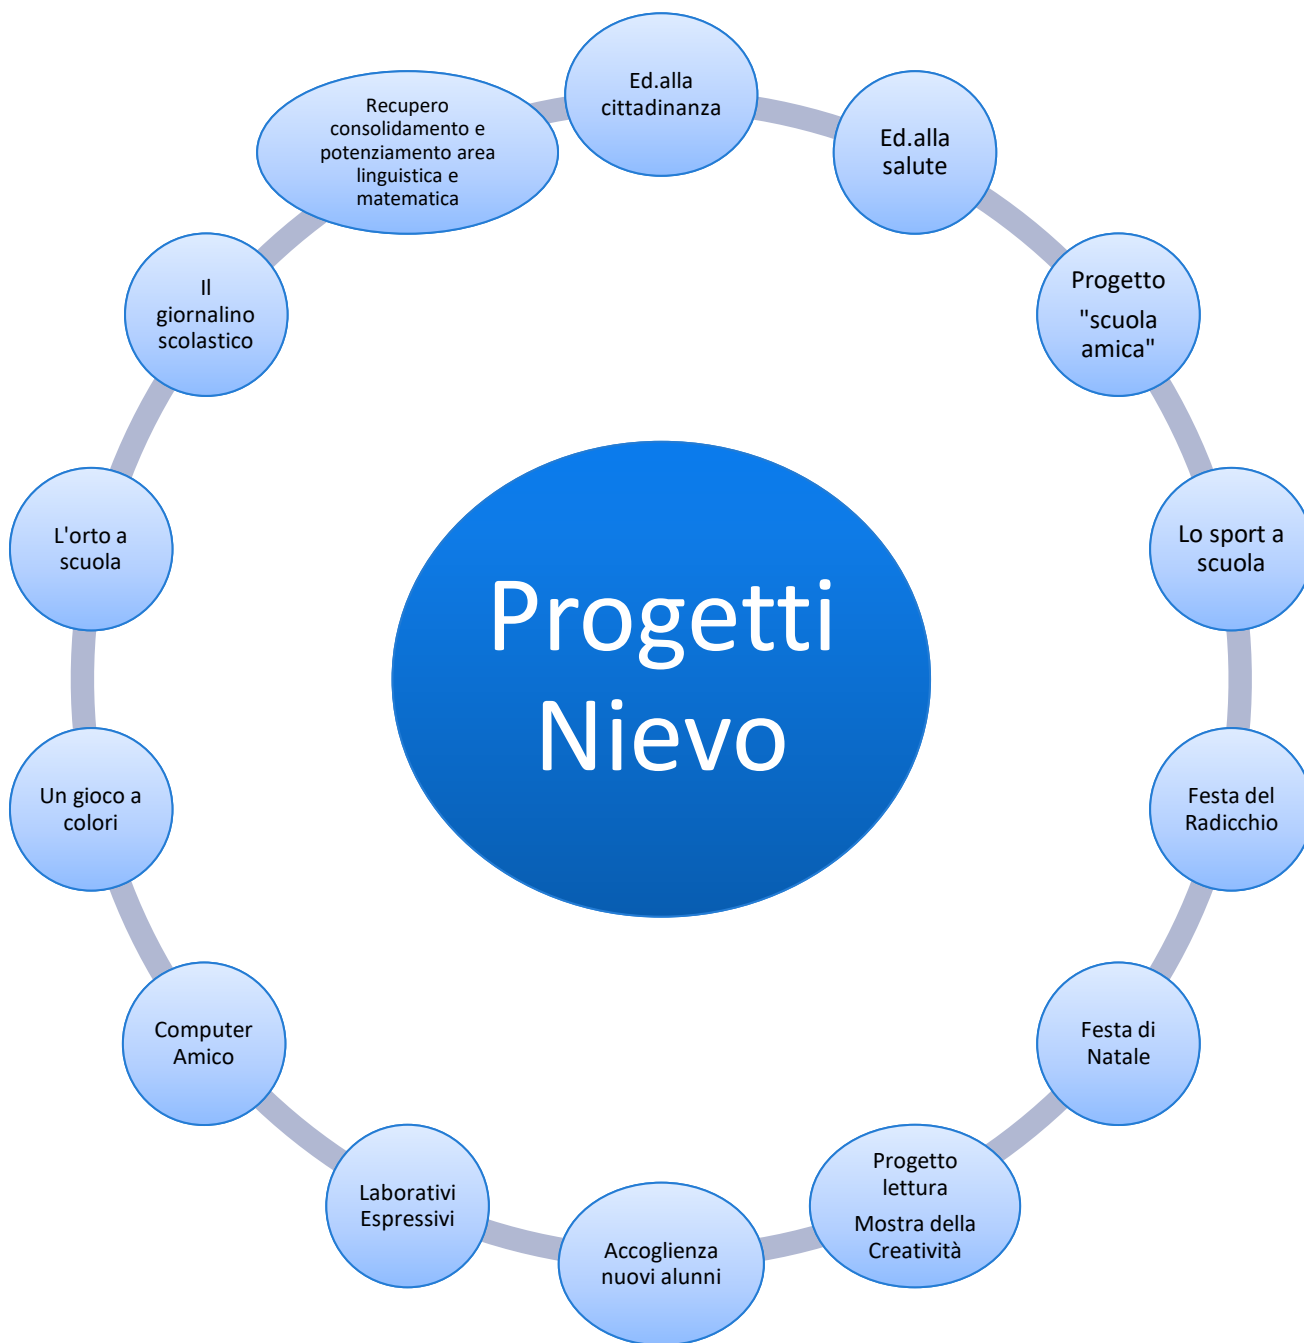 Ed.alla
cittadinanza
Ed.alla
salute
Progetto
"scuola
amica"
Lo sport a
scuola
Festa del
Radicchio
Festa di
Natale
Progetto
lettura
Mostra della
Creatività
Accoglienza
nuovi alunni
Laborativi
Espressivi
Computer
Amico
Un gioco a
colori
L'orto a
scuola
Il
giornalino
scolastico
Recupero
consolidamento e
potenziamento area
linguistica e
matematica
Progetti
Nievo